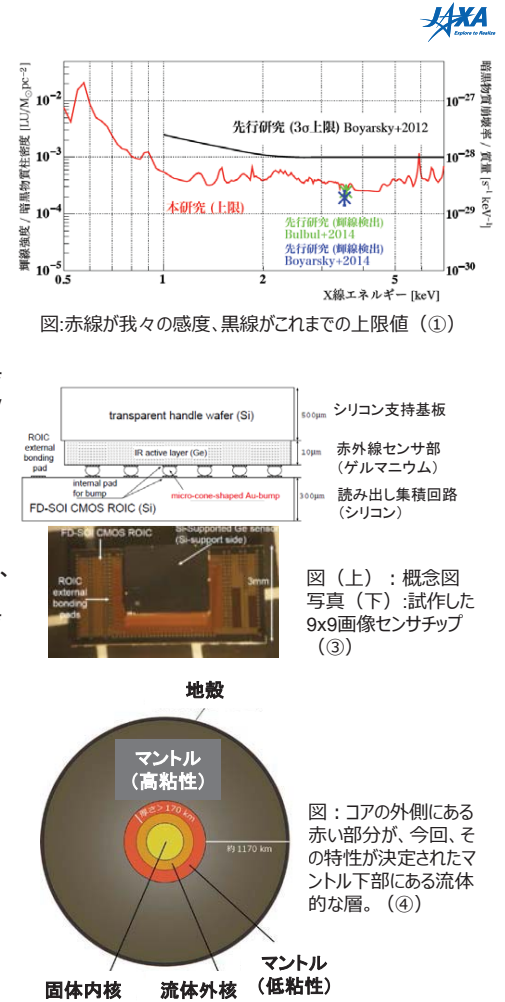 JAXA
Explore to Realize
輝線強度 / 暗黒物質柱密度 [LU/M⊙pc⁻²]
10⁻²
10⁻³
10⁻⁴
10⁻⁵
先行研究 (3σ上限) Boyarsky+2012
本研究 (上限)
先行研究 (輝線検出)
Bulbul+2014
先行研究 (輝線検出)
Boyarsky+2014
10⁻²⁷
10⁻²⁸
10⁻²⁹
10⁻³⁰
暗黒物質崩壊率 / 質量 [s⁻¹ keV⁻¹]
0.5
1
2
5
X線エネルギー [keV]
図:赤線が我々の感度、黒線がこれまでの上限値（①）
transparent handle wafer (Si)
500μm
シリコン支持基板
ROIC
external
bonding
pad
IR active layer (Ge)
10μm
赤外線センサ部
（ゲルマニウム）
internal pad
for bump
micro-cone-shaped Au-bump
FD-SOI CMOS ROIC (Si)
300μm
読み出し集積回路
（シリコン）
FD-SOI CMOS ROIC
Si-Supported Ge sensor
(Si-support side)
ROIC
external
bonding
pads
3mm
図（上）：概念図
写真（下）:試作した
9x9画像センサチップ
（③）
、
地殻
マントル
（高粘性）
厚さ>170 km
約1170 km
図：コアの外側にある
赤い部分が、今回、そ
の特性が決定されたマ
ントル下部にある流体
的な層。（④）
固体内核
流体外核
マントル
（低粘性）